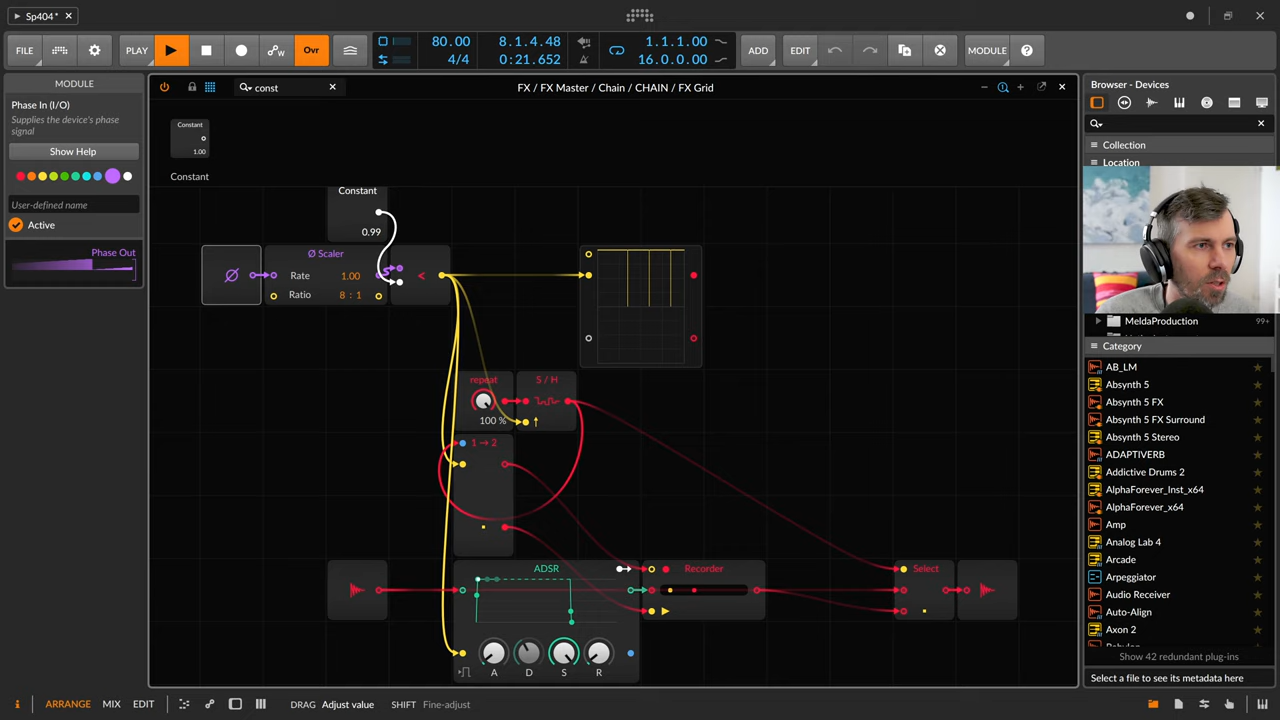 Sp404*
FILE
PLAY
Ovr
80.00
4/4
8.1.4.48
0:21.652
1.1.1.00
16.0.0.00
ADD
EDIT
MODULE
MODULE
Phase In (I/O)
Supplies the device's phase
signal
Show Help
User-defined name
Active
Phase Out
const
FX / FX Master / Chain / CHAIN / FX Grid
Constant
1.00
Constant
Constant
0.99
Ø Scaler
Rate
1.00
Ratio
8 : 1
<
repeat
100 %
S / H
1 → 2
ADSR
A
D
S
R
Recorder
Select
Browser - Devices
Collection
Location
MeldaProduction
99+
Category
AB_LM
Absynth 5
Absynth 5 FX
Absynth 5 FX Surround
Absynth 5 Stereo
ADAPTIVERB
Addictive Drums 2
AlphaForever_Inst_x64
AlphaForever_x64
Amp
Analog Lab 4
Arcade
Arpeggiator
Audio Receiver
Auto-Align
Axon 2
Show 42 redundant plug-ins
Select a file to see its metadata here
ARRANGE
MIX
EDIT
DRAG
Adjust value
SHIFT
Fine-adjust